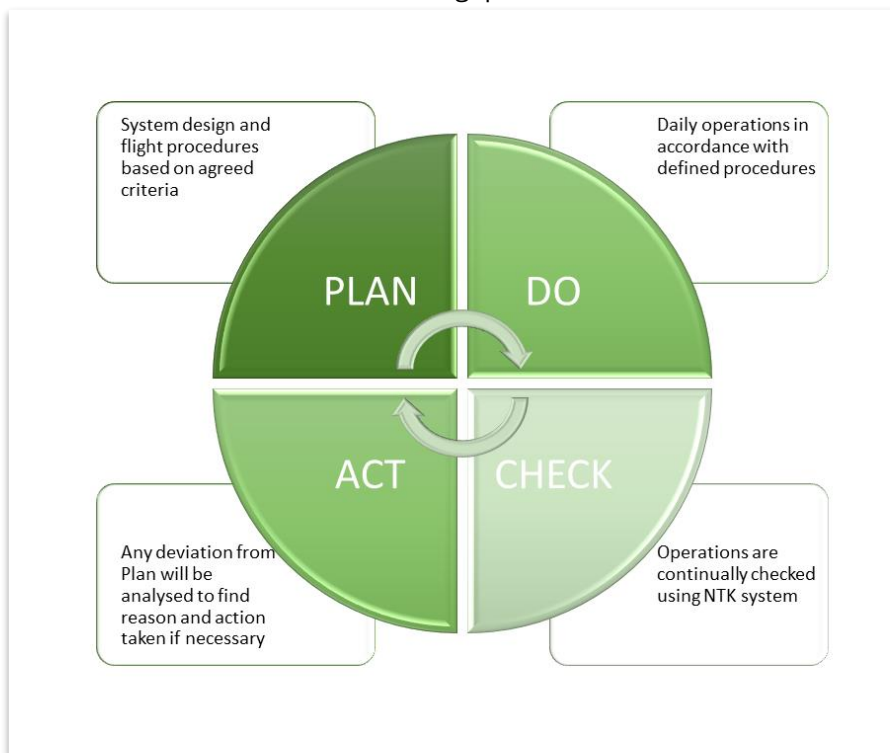 System design and
flight procedures
based on agreed
criteria
Daily operations in
accordance with
defined procedures
PLAN
DO
ACT
CHECK
Any deviation from
Plan will be
analysed to find
reason and action
taken if necessary
Operations are
continually checked
using NTK system